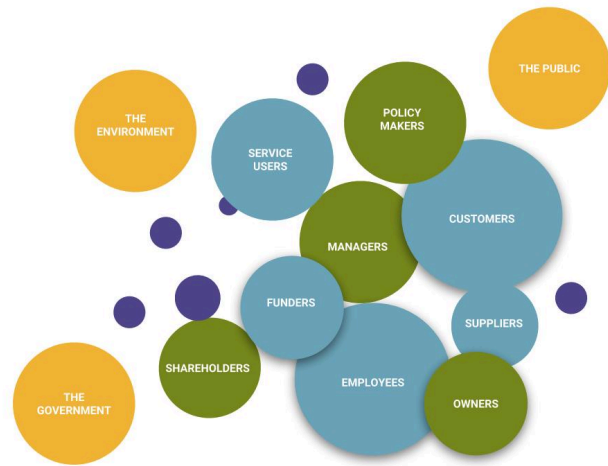 THE PUBLIC
POLICY
MAKERS
THE
ENVIRONMENT
SERVICE
USERS
CUSTOMERS
MANAGERS
FUNDERS
SUPPLIERS
SHAREHOLDERS
EMPLOYEES
THE
GOVERNMENT
OWNERS